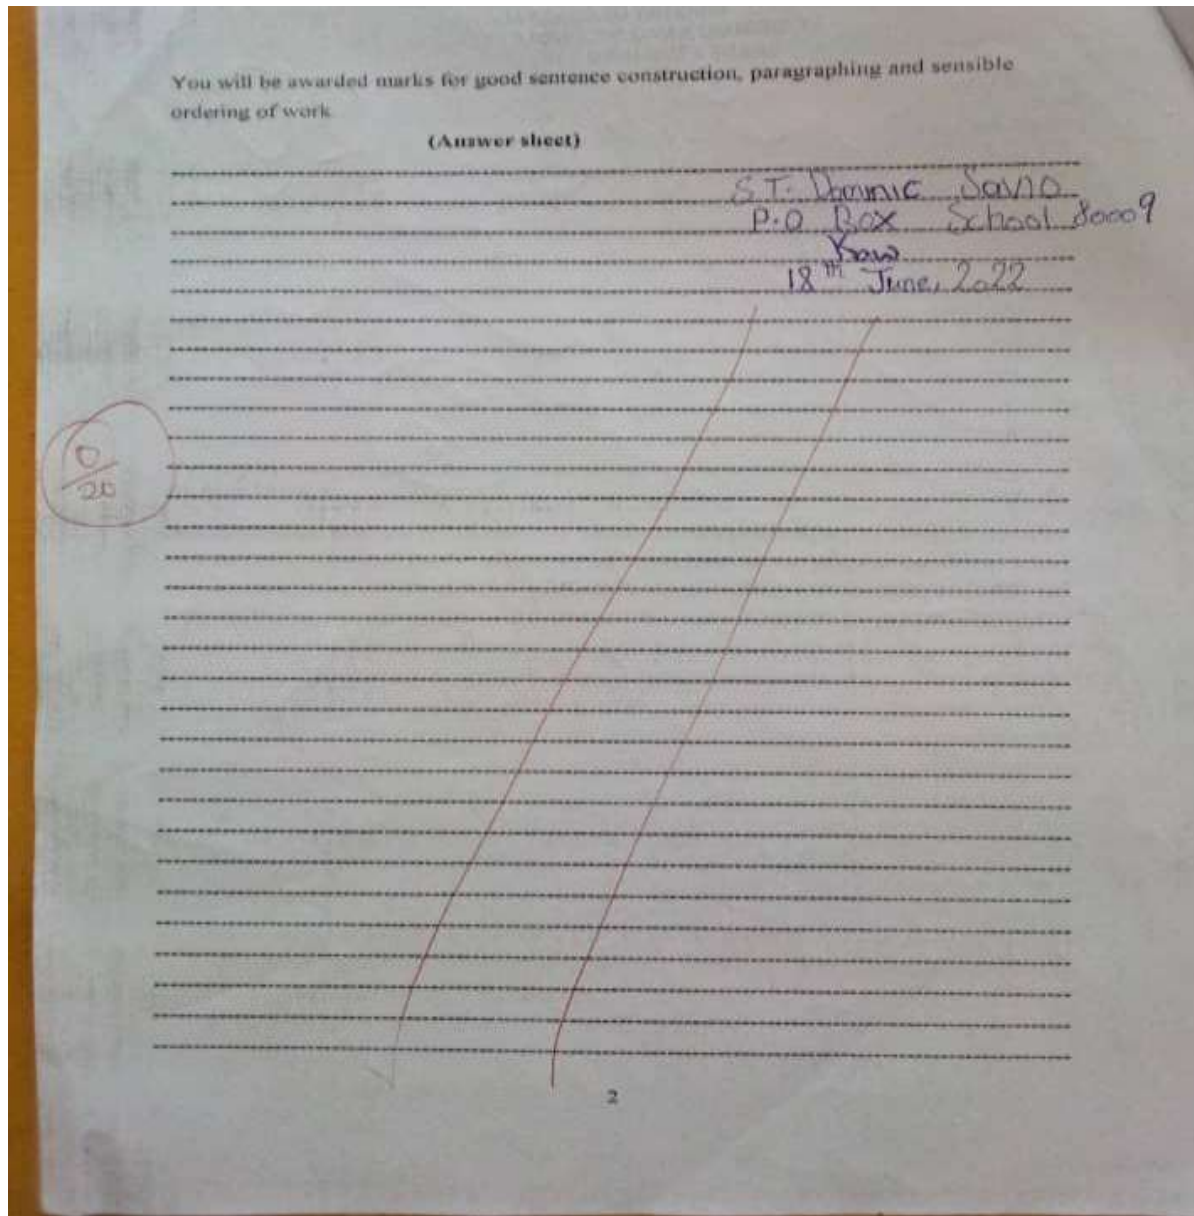 You will be awarded marks for good sentence construction, paragraphing and sensible
ordering of work
(Answer sheet)
S.T. Dominic Savio
P.O Box School 80009
18TH June, 2022
0/20
2